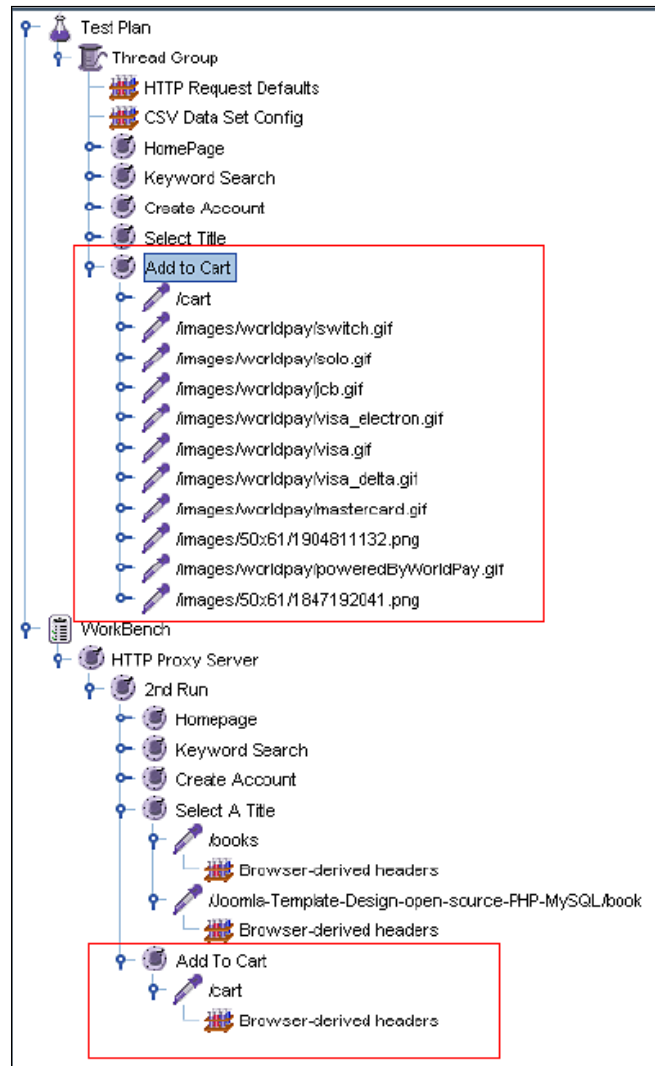 Test Plan
Thread Group
HTTP Request Defaults
CSV Data Set Config
HomePage
Keyword Search
Create Account
Select Title
Add to Cart
/cart
/images/worldpay/switch.gif
/images/worldpay/solo.gif
/images/worldpay/jcb.gif
/images/worldpay/visa_electron.gif
/images/worldpay/visa.gif
/images/worldpay/visa_delta.gif
/images/worldpay/mastercard.gif
/images/50x61/1904811132.png
/images/worldpay/poweredByWorldPay.gif
/images/50x61/1847192041.png
WorkBench
HTTP Proxy Server
2nd Run
Homepage
Keyword Search
Create Account
Select A Title
/books
Browser-derived headers
/Joomla-Template-Design-open-source-PHP-MySQL/book
Browser-derived headers
Add To Cart
/cart
Browser-derived headers